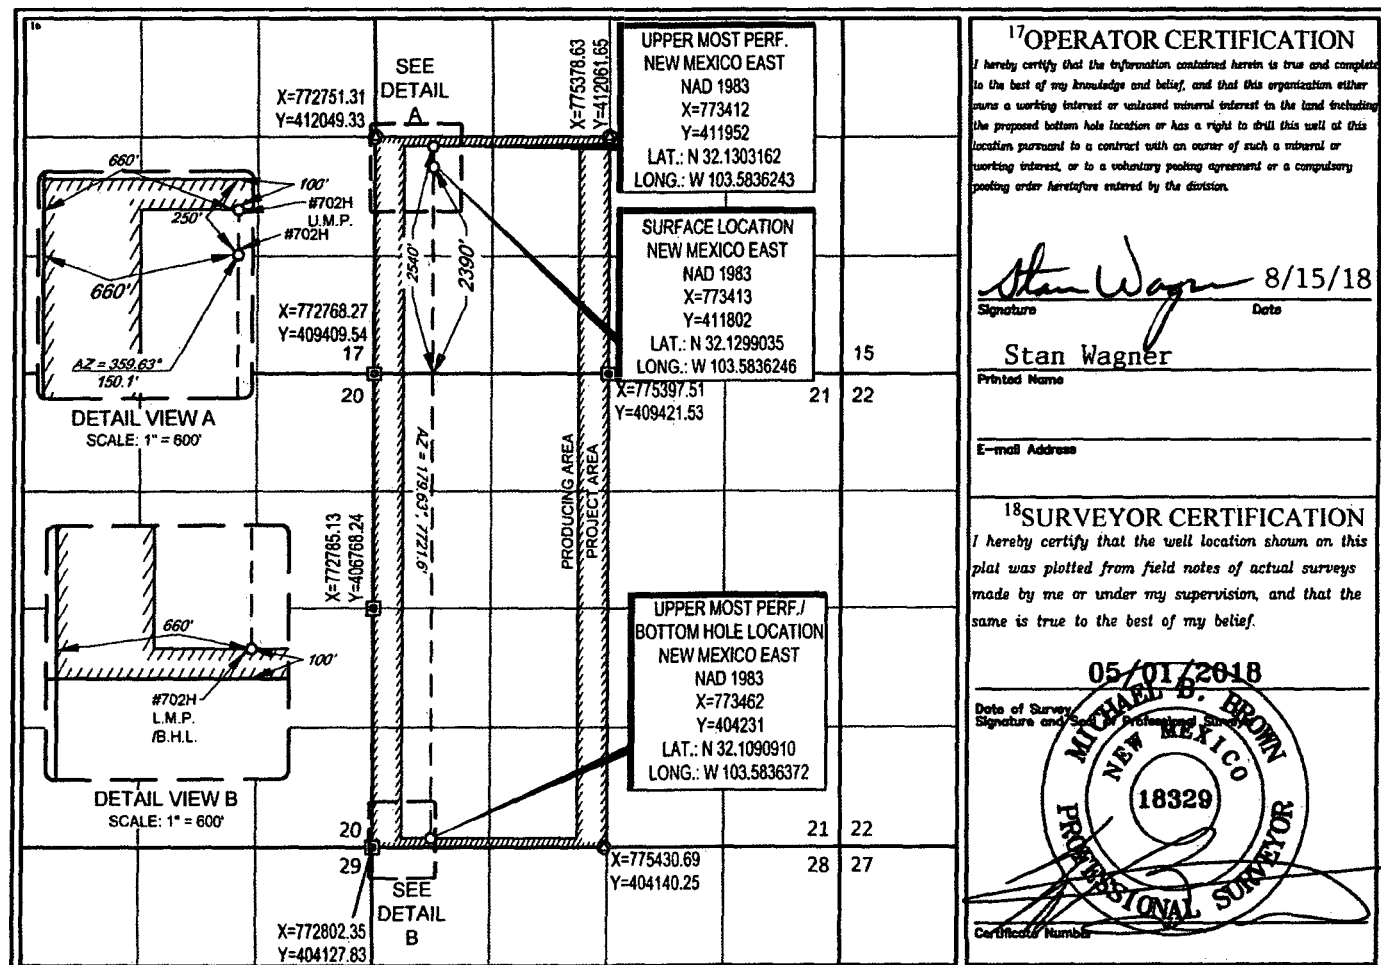 16
SEE
DETAIL
A
X=772751.31
Y=412049.33
X=775378.63
Y=412061.65
UPPER MOST PERF.
NEW MEXICO EAST
NAD 1983
X=773412
Y=411952
LAT.: N 32.1303162
LONG.: W 103.5836243
SURFACE LOCATION
NEW MEXICO EAST
NAD 1983
X=773413
Y=411802
LAT.: N 32.1299035
LONG.: W 103.5836246
660'
100'
#702H
U.M.P.
250'
#702H
660'
AZ = 359.63°
150.1'
DETAIL VIEW A
SCALE: 1" = 600'
2540'
2390'
X=772768.27
Y=409409.54
17
20
15
21
22
X=775397.51
Y=409421.53
AZ = 179.63° 7721.6'
PRODUCING AREA
PROJECT AREA
X=772785.13
Y=406768.24
660'
100'
#702H
L.M.P.
/B.H.L.
DETAIL VIEW B
SCALE: 1" = 600'
UPPER MOST PERF./
BOTTOM HOLE LOCATION
NEW MEXICO EAST
NAD 1983
X=773462
Y=404231
LAT.: N 32.1090910
LONG.: W 103.5836372
20
29
21
22
28
27
X=775430.69
Y=404140.25
SEE
DETAIL
B
X=772802.35
Y=404127.83
17OPERATOR CERTIFICATION
I hereby certify that the information contained herein is true and complete
to the best of my knowledge and belief, and that this organization either
owns a working interest or unleased mineral interest in the land including
the proposed bottom hole location or has a right to drill this well at this
location pursuant to a contract with an owner of such a mineral or
working interest, or to a voluntary pooling agreement or a compulsory
pooling order heretofore entered by the division.
Stan Wagner 8/15/18
Signature Date
Stan Wagner
Printed Name
E-mail Address
18SURVEYOR CERTIFICATION
I hereby certify that the well location shown on this
plat was plotted from field notes of actual surveys
made by me or under my supervision, and that the
same is true to the best of my belief.
05/01/2018
Date of Survey
Signature and Seal of Professional Surveyor
MICHAEL B. BROWN
NEW MEXICO
18329
PROFESSIONAL SURVEYOR
Certificate Number